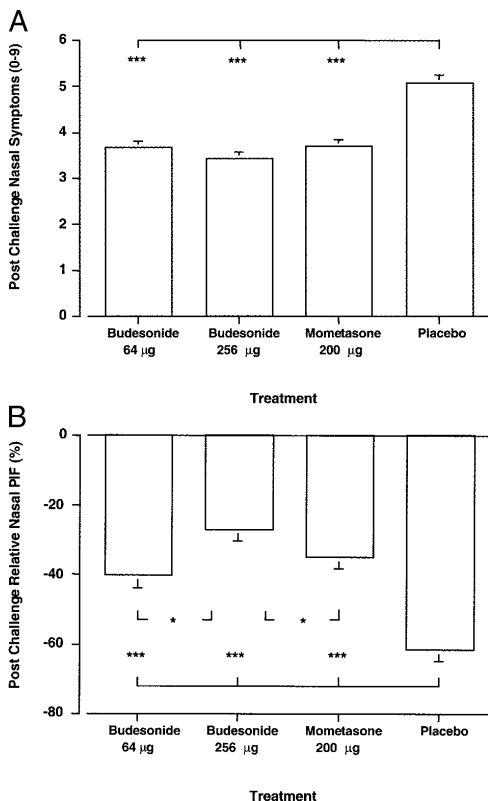 A
Post Challenge Nasal Symptoms (0-9)
6
5
4
3
2
1
0
*** *** ***
Budesonide Budesonide Mometasone Placebo
64 µg 256 µg 200 µg
Treatment
B
Post Challenge Relative Nasal PIF (%)
0
-20
-40
-60
-80
* *
*** *** ***
Budesonide Budesonide Mometasone Placebo
64 µg 256 µg 200 µg
Treatment